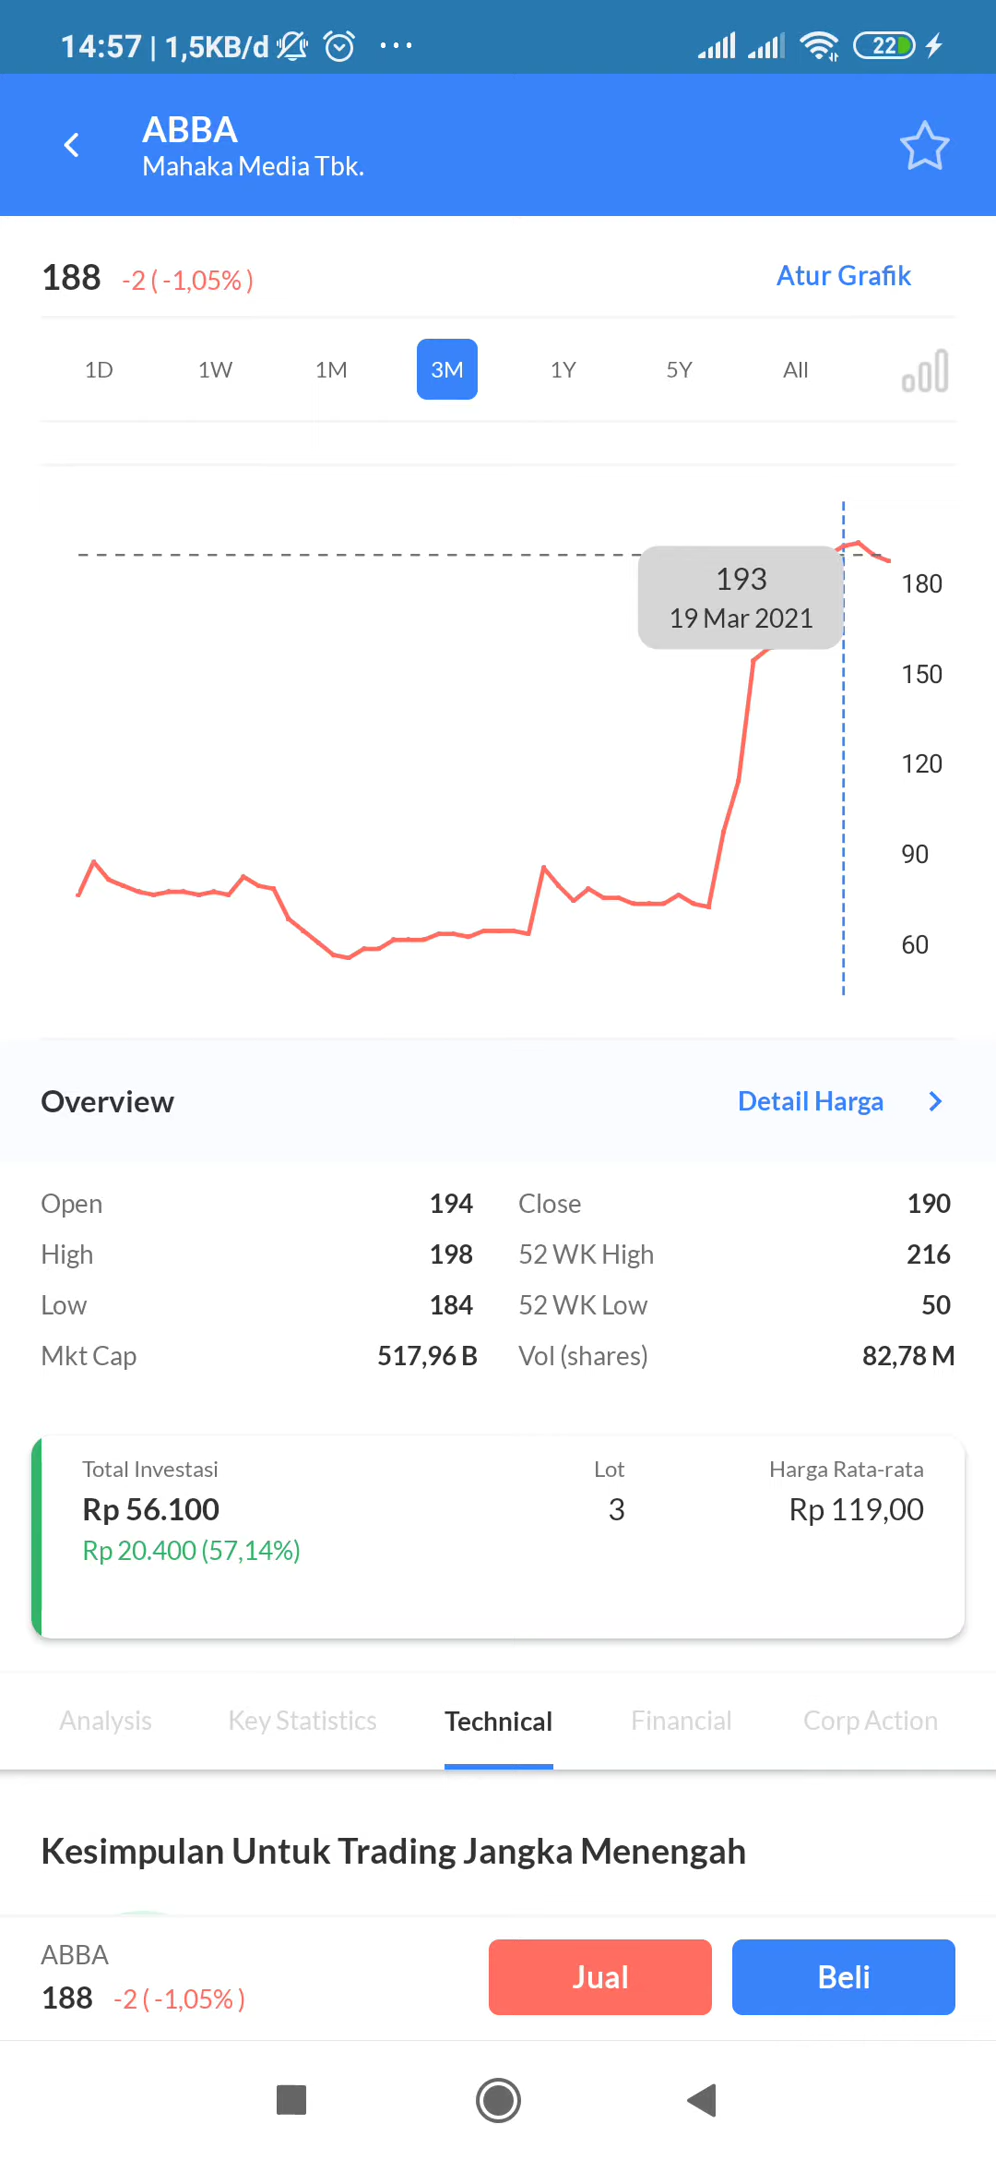 14:57 | 1,5KB/d ...
22
ABBA
Mahaka Media Tbk.
188 -2 ( -1,05% ) Atur Grafik
1D 1W 1M 3M 1Y 5Y All
193
19 Mar 2021
180
150
120
90
60
Overview Detail Harga
Open 194 Close 190
High 198 52 WK High 216
Low 184 52 WK Low 50
Mkt Cap 517,96 B Vol (shares) 82,78 M
Total Investasi Lot Harga Rata-rata
Rp 56.100 3 Rp 119,00
Rp 20.400 (57,14%)
Analysis Key Statistics Technical Financial Corp Action
Kesimpulan Untuk Trading Jangka Menengah
ABBA
188 -2 ( -1,05% )
Jual Beli